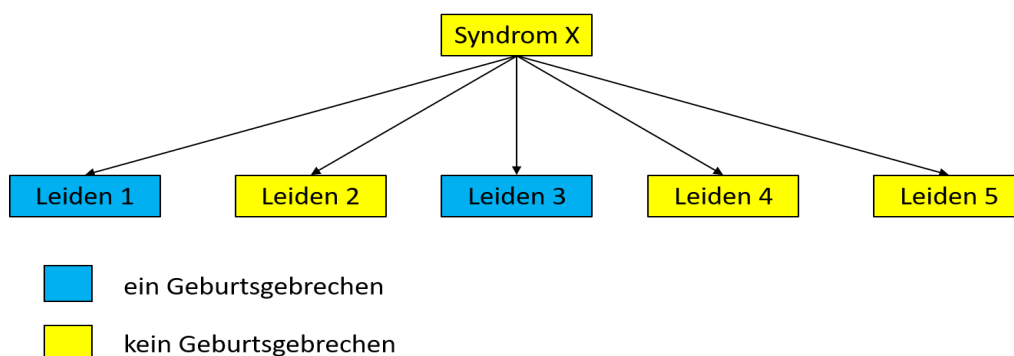 Syndrom X
Leiden 1 Leiden 2 Leiden 3 Leiden 4 Leiden 5
ein Geburtsgebrechen
kein Geburtsgebrechen